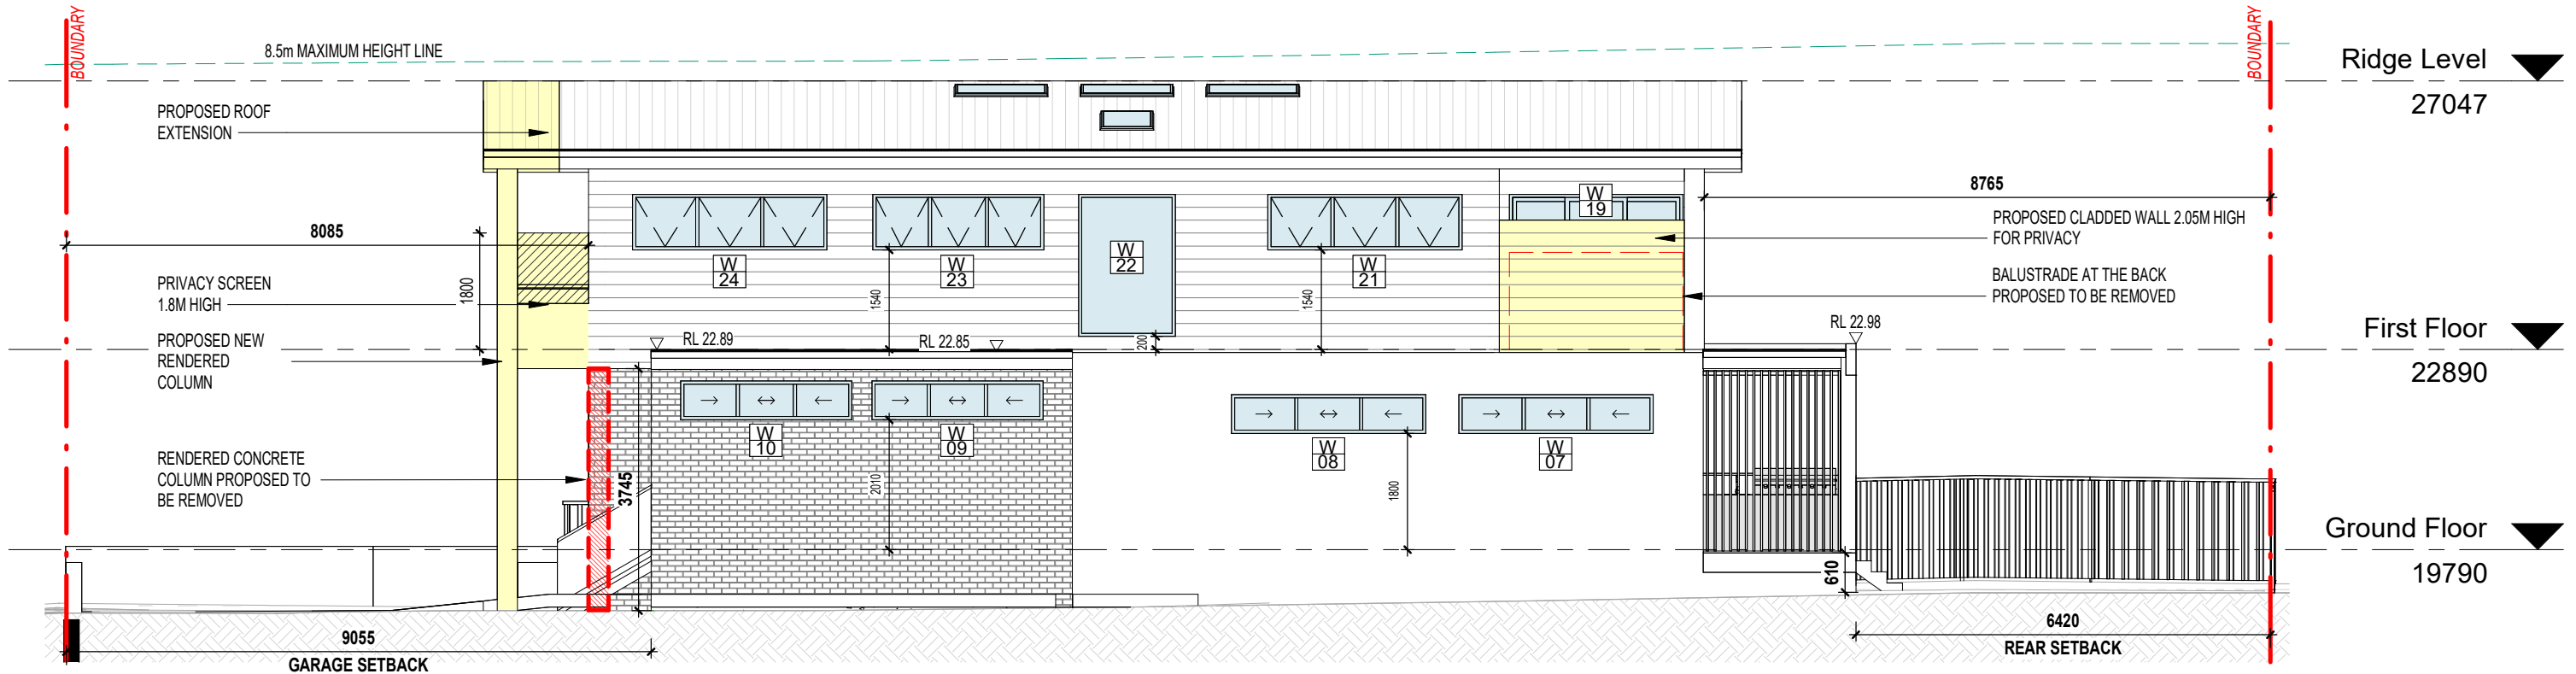 BOUNDARY
8.5m MAXIMUM HEIGHT LINE
BOUNDARY
Ridge Level
27047
PROPOSED ROOF
EXTENSION
8085
PRIVACY SCREEN
1.8M HIGH
1800
PROPOSED NEW
RENDERED
COLUMN
RENDERED CONCRETE
COLUMN PROPOSED TO
BE REMOVED
W
24
W
23
W
22
W
21
W
19
1540
1540
200
8765
PROPOSED CLADDED WALL 2.05M HIGH
FOR PRIVACY
BALUSTRADE AT THE BACK
PROPOSED TO BE REMOVED
RL 22.89
RL 22.85
RL 22.98
First Floor
22890
W
10
W
09
W
08
W
07
3745
2010
1800
610
Ground Floor
19790
9055
GARAGE SETBACK
6420
REAR SETBACK